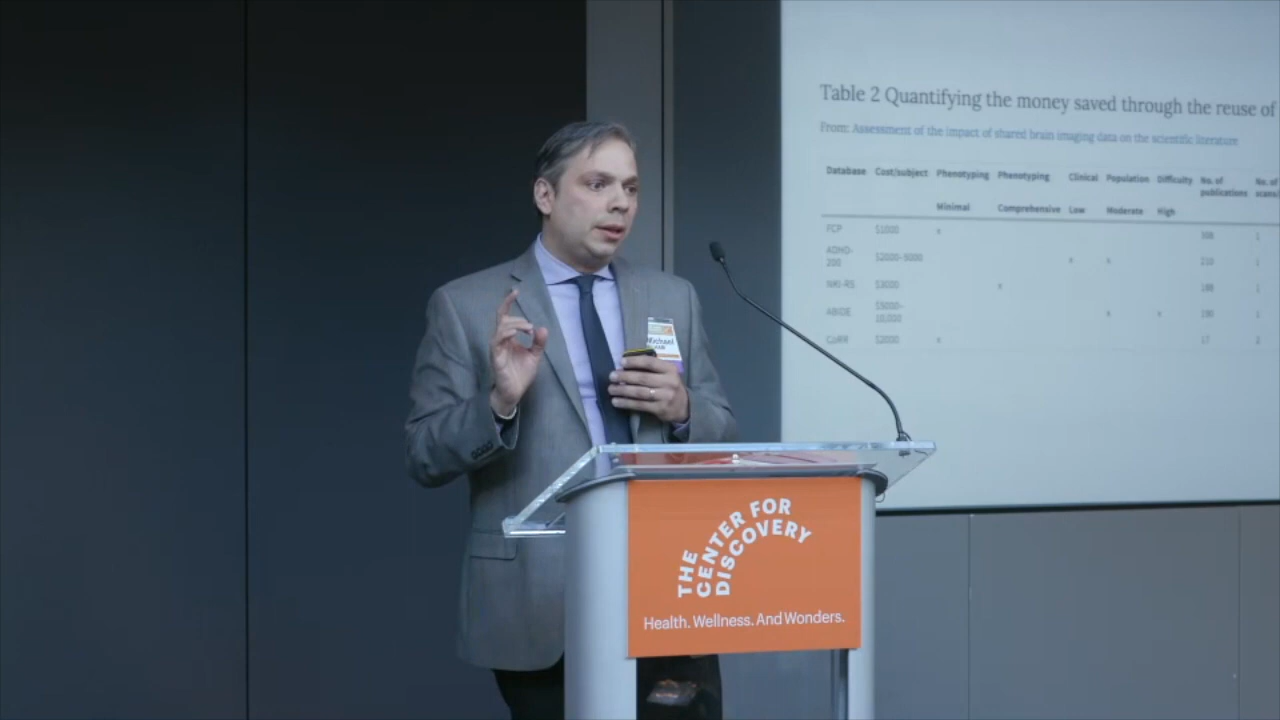 Table 2 Quantifying the money saved through the reuse of
From: Assessment of the impact of shared brain imaging data on the scientific literature
Database Cost/subject Phenotyping Phenotyping Clinical Population Difficulty No. of publications No. of
Minimal Comprehensive Low Moderate High
FCP $1000 x
ADHD-200 $2000-5000 x x
NKI-RS $3000 x
ABIDE $5000-10,000 x x
CoRR $2000 x 17
Michael
THE
CENTER FOR
DISCOVERY
Health. Wellness. And Wonders.